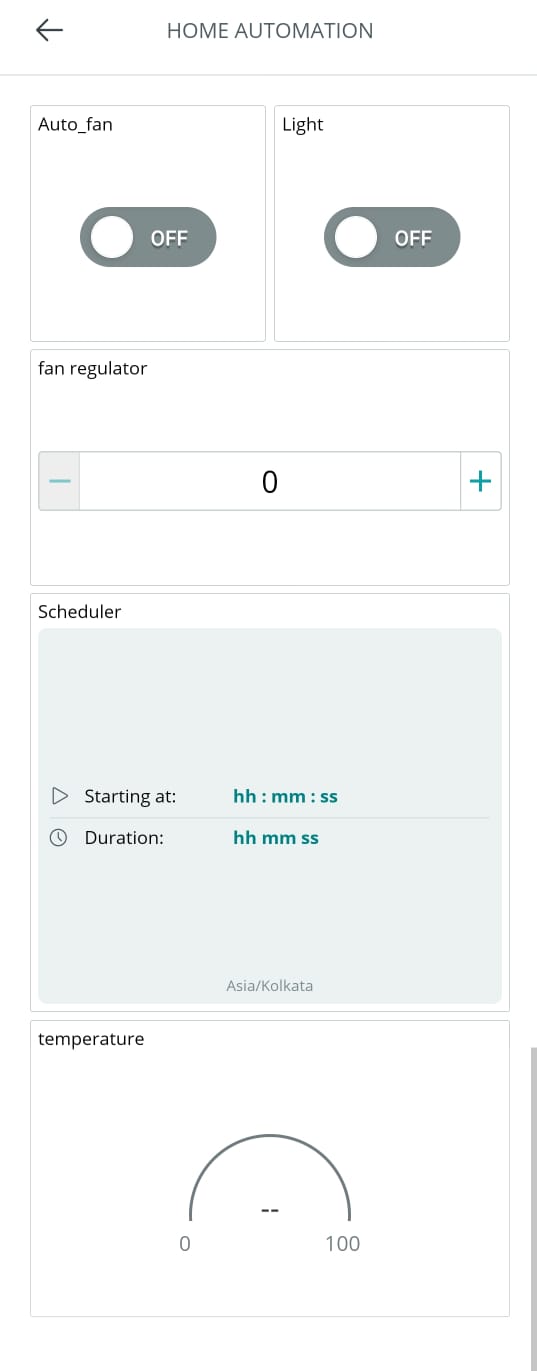 HOME AUTOMATION
Auto_fan
Light
OFF
OFF
fan regulator
0
Scheduler
Starting at: hh : mm : ss
Duration: hh mm ss
Asia/Kolkata
temperature
--
0 100